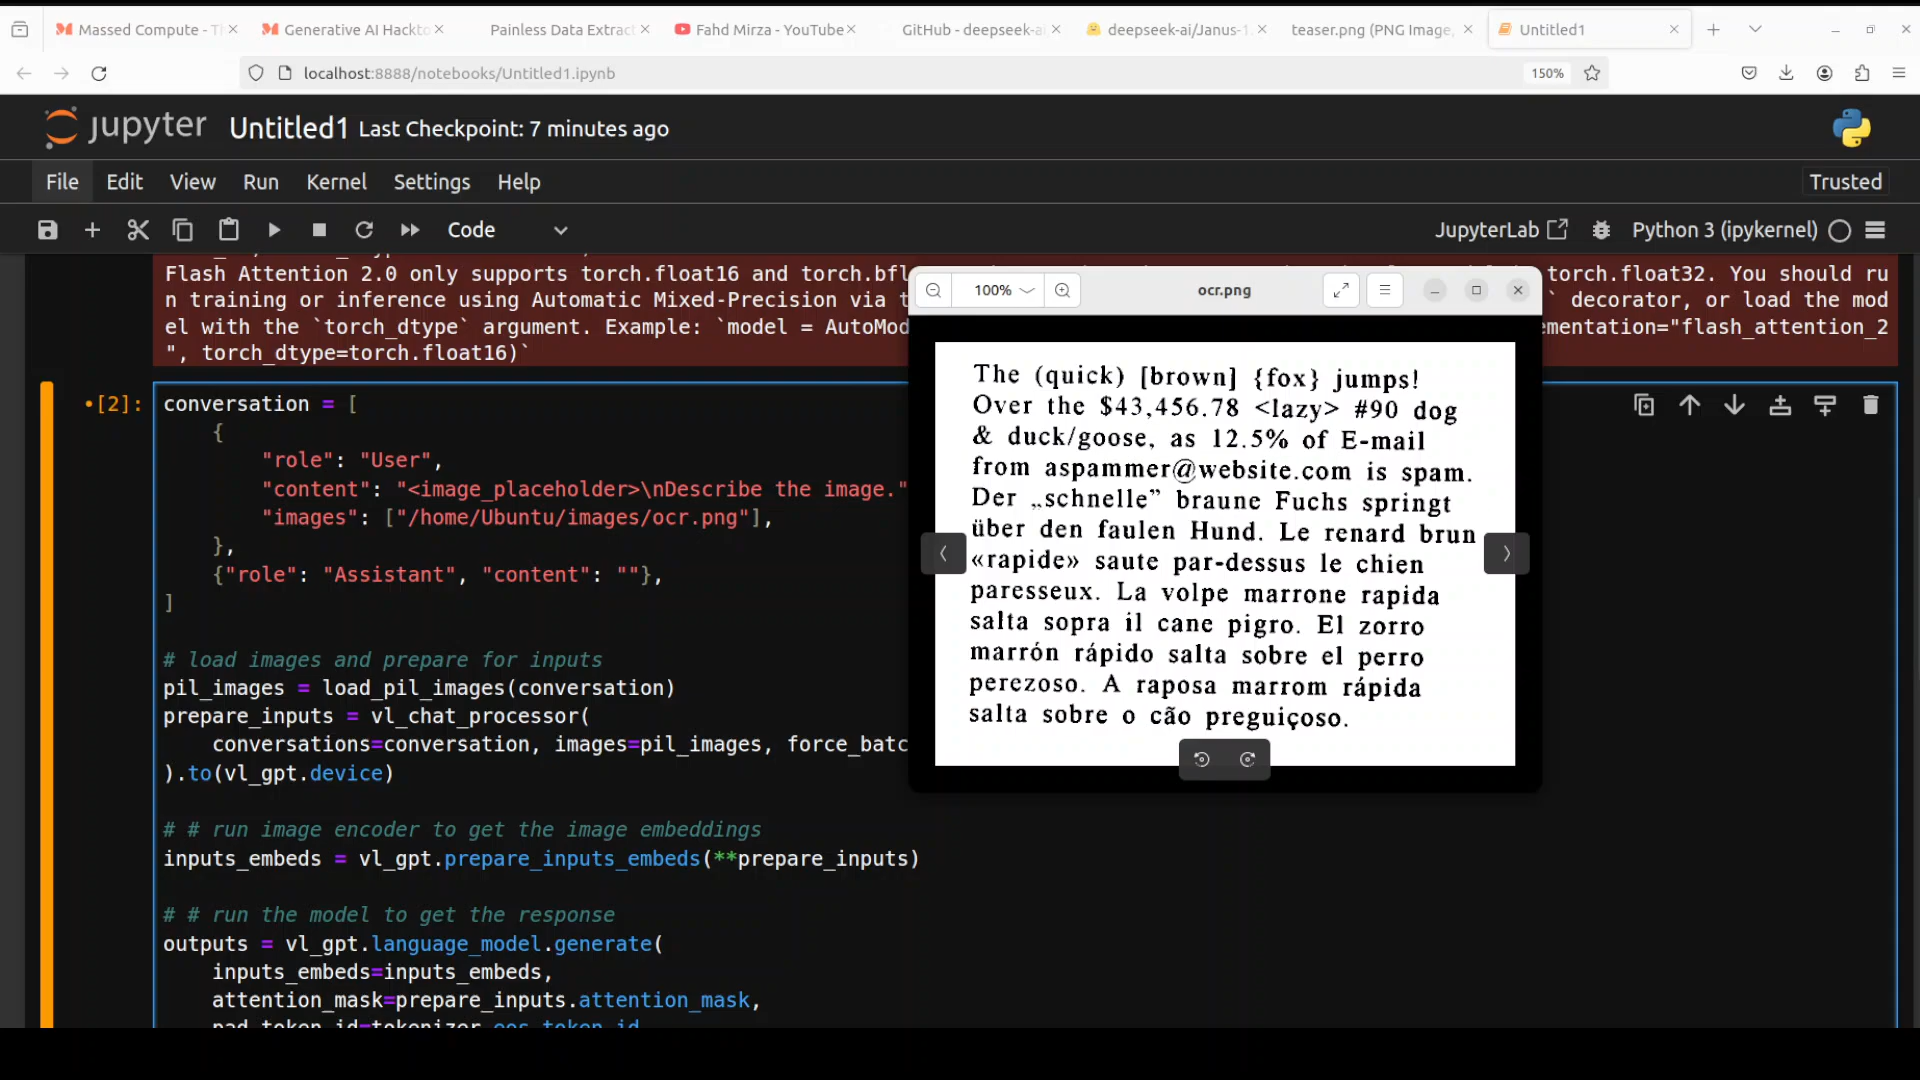 Massed Compute - Th
Generative AI Hackto
Painless Data Extract
Fahd Mirza - YouTube
GitHub - deepseek-ai
deepseek-ai/Janus-1.
teaser.png (PNG Image,
Untitled1
localhost:8888/notebooks/Untitled1.ipynb
150%
jupyter Untitled1 Last Checkpoint: 7 minutes ago
File Edit View Run Kernel Settings Help
Trusted
Code
JupyterLab
Python 3 (ipykernel)
Flash Attention 2.0 only supports torch.float16 and torch.bfl
torch.float32. You should ru
n training or inference using Automatic Mixed-Precision via t
` decorator, or load the mod
el with the `torch_dtype` argument. Example: `model = AutoMod
ementation="flash_attention_2
", torch_dtype=torch.float16)`
[2]:
conversation = [
{
"role": "User",
"content": "<image_placeholder>\nDescribe the image."
"images": ["/home/Ubuntu/images/ocr.png"],
},
{"role": "Assistant", "content": ""},
]
# load images and prepare for inputs
pil_images = load_pil_images(conversation)
prepare_inputs = vl_chat_processor(
conversations=conversation, images=pil_images, force_batc
).to(vl_gpt.device)
# # run image encoder to get the image embeddings
inputs_embeds = vl_gpt.prepare_inputs_embeds(**prepare_inputs)
# # run the model to get the response
outputs = vl_gpt.language_model.generate(
inputs_embeds=inputs_embeds,
attention_mask=prepare_inputs.attention_mask,
pad_token_id=tokenizer.eos_token_id
100%
ocr.png
The (quick) [brown] {fox} jumps!
Over the $43,456.78 <lazy> #90 dog
& duck/goose, as 12.5% of E-mail
from aspammer@website.com is spam.
Der „schnelle” braune Fuchs springt
über den faulen Hund. Le renard brun
«rapide» saute par-dessus le chien
paresseux. La volpe marrone rapida
salta sopra il cane pigro. El zorro
marrón rápido salta sobre el perro
perezoso. A raposa marrom rápida
salta sobre o cão preguiçoso.